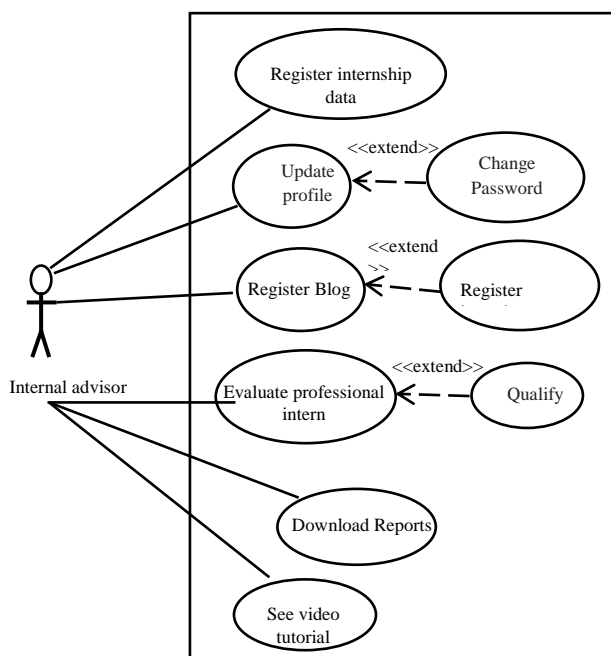 Register internship
data
<<extend>>
Update
profile
Change
Password
<<extend
>>
Register Blog
Register
<<extend>>
Internal advisor
Evaluate professional
intern
Qualify
Download Reports
See video
tutorial